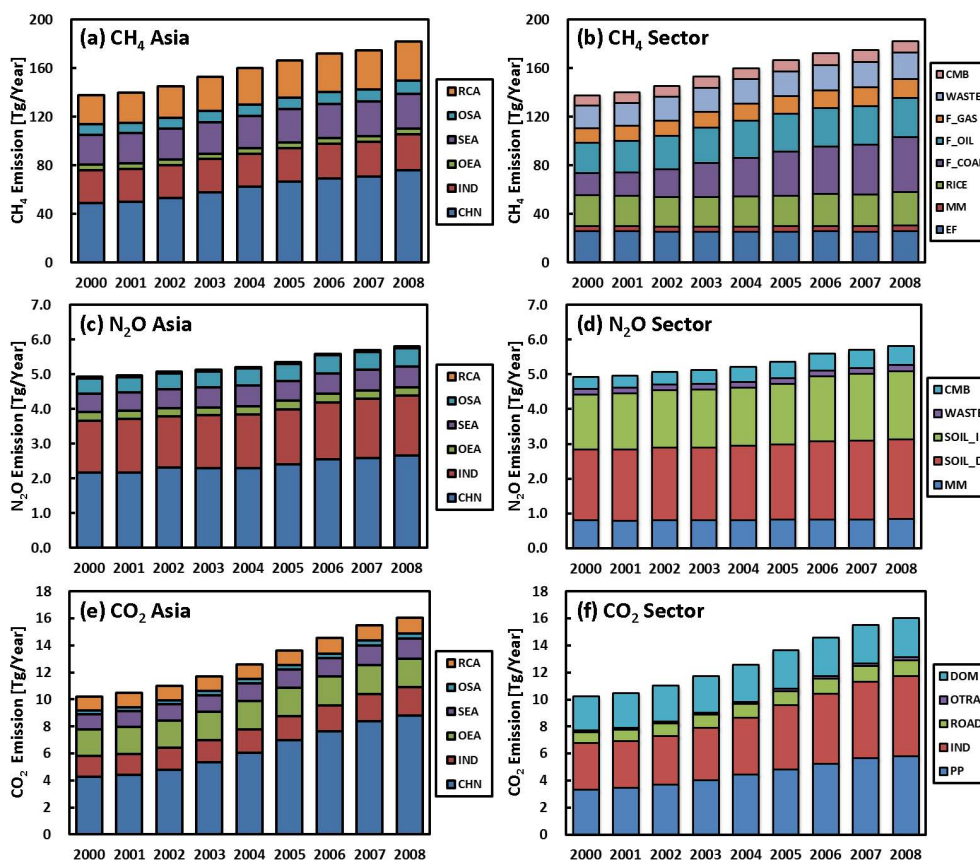 (a) CH4 Asia
CH4 Emission [Tg/Year]
200
160
120
80
40
0
2000 2001 2002 2003 2004 2005 2006 2007 2008
RCA
OSA
SEA
OEA
IND
CHN
(b) CH4 Sector
CH4 Emission [Tg/Year]
200
160
120
80
40
0
2000 2001 2002 2003 2004 2005 2006 2007 2008
CMB
WASTE
F_GAS
F_OIL
F_COAL
RICE
MM
EF
(c) N2O Asia
N2O Emission [Tg/Year]
7.0
6.0
5.0
4.0
3.0
2.0
1.0
0.0
2000 2001 2002 2003 2004 2005 2006 2007 2008
RCA
OSA
SEA
OEA
IND
CHN
(d) N2O Sector
N2O Emission [Tg/Year]
7.0
6.0
5.0
4.0
3.0
2.0
1.0
0.0
2000 2001 2002 2003 2004 2005 2006 2007 2008
CMB
WASTE
SOIL_I
SOIL_D
MM
(e) CO2 Asia
CO2 Emission [Tg/Year]
18
16
14
12
10
8
6
4
2
0
2000 2001 2002 2003 2004 2005 2006 2007 2008
RCA
OSA
SEA
OEA
IND
CHN
(f) CO2 Sector
CO2 Emission [Tg/Year]
18
16
14
12
10
8
6
4
2
0
2000 2001 2002 2003 2004 2005 2006 2007 2008
DOM
OTRA
ROAD
IND
PP